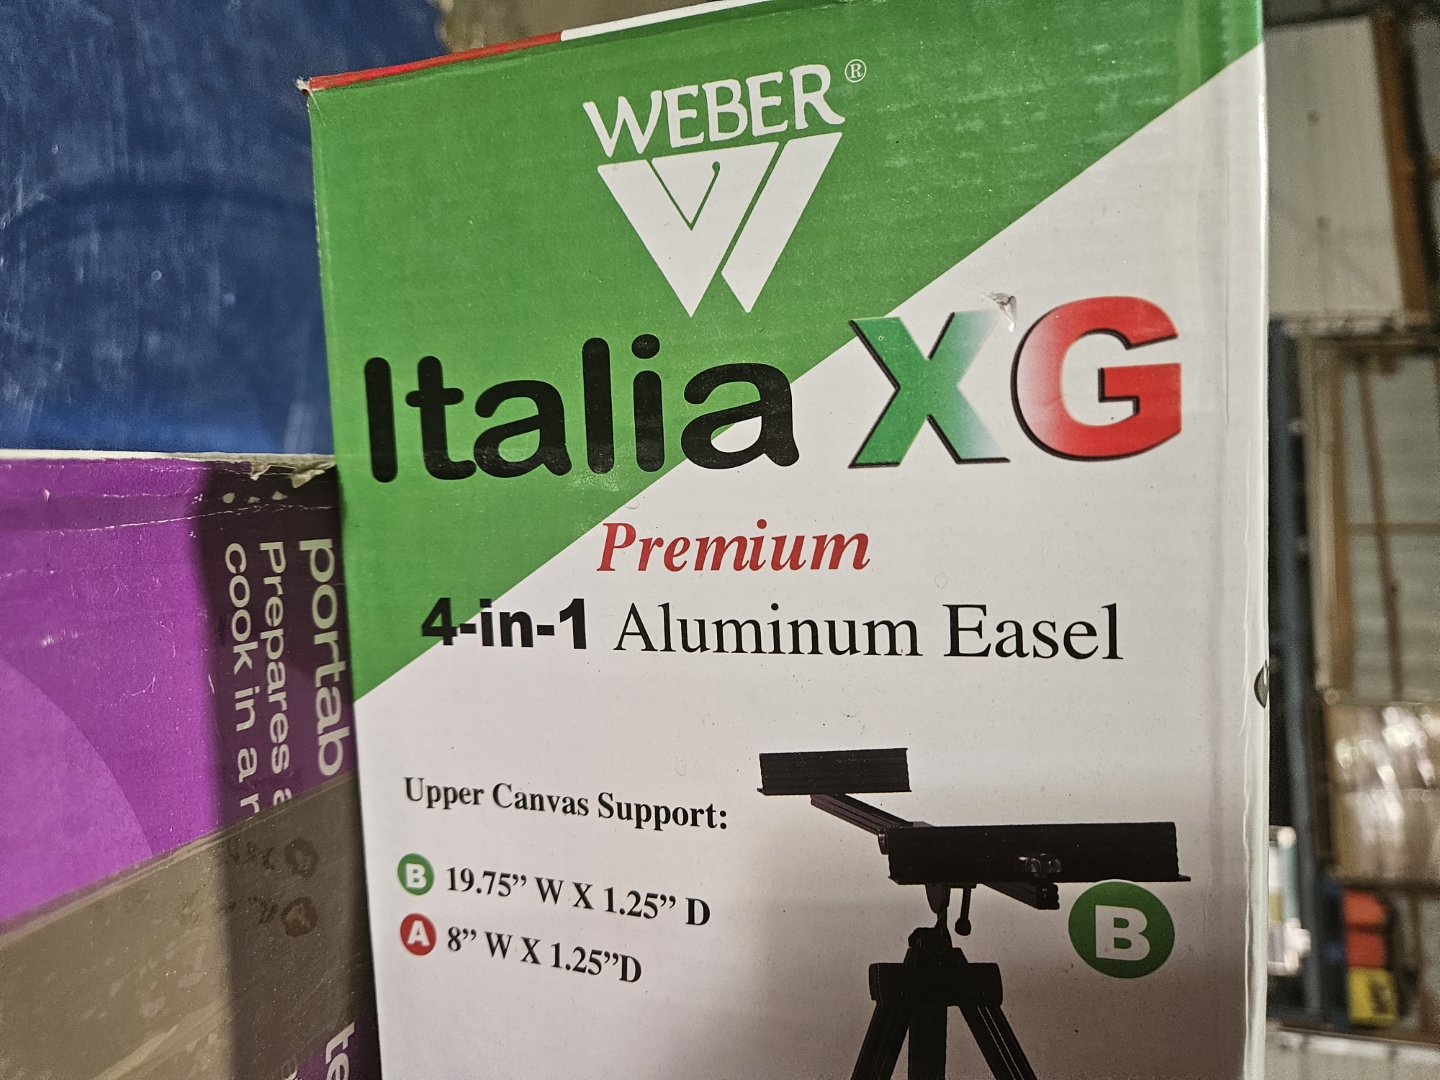 WEBER®
Italia XG
Premium
4-in-1 Aluminum Easel
Upper Canvas Support:
B 19.75” W X 1.25” D
A 8” W X 1.25”D
B
portab
Prepares
cook in a
te